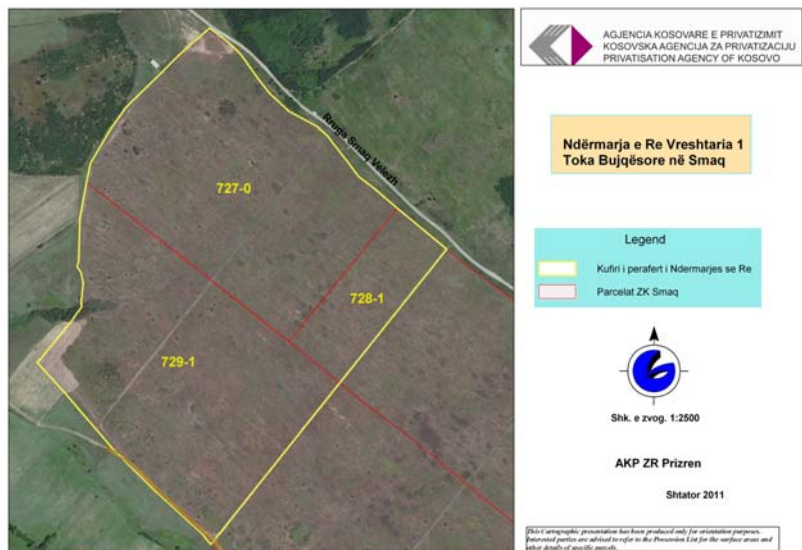 AGJENCIA KOSOVARE E PRIVATIZIMIT
KOSOVSKA AGENCIJA ZA PRIVATIZACIJU
PRIVATISATION AGENCY OF KOSOVO
Rruga Smaq Velezh
727-0
728-1
729-1
Ndërmarja e Re Vreshtaria 1
Toka Bujqësore në Smaq
Legend
Kufiri i perafert i Ndermarjes se Re
Parcelat ZK Smaq
Shk. e zvog. 1:2500
AKP ZR Prizren
Shtator 2011
This Cartographic presentation has been produced only for orientation purposes.
Interested parties are advised to refer to the Possession List for the surface areas and
other details of specific parcels.